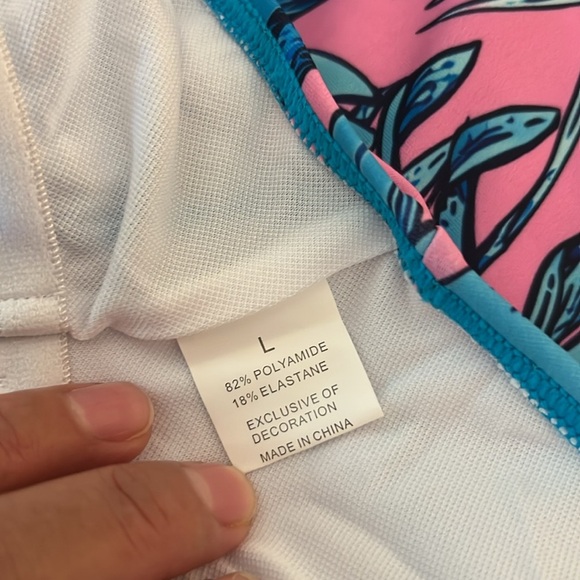 L
82% POLYAMIDE
18% ELASTANE
EXCLUSIVE OF
DECORATION
MADE IN CHINA